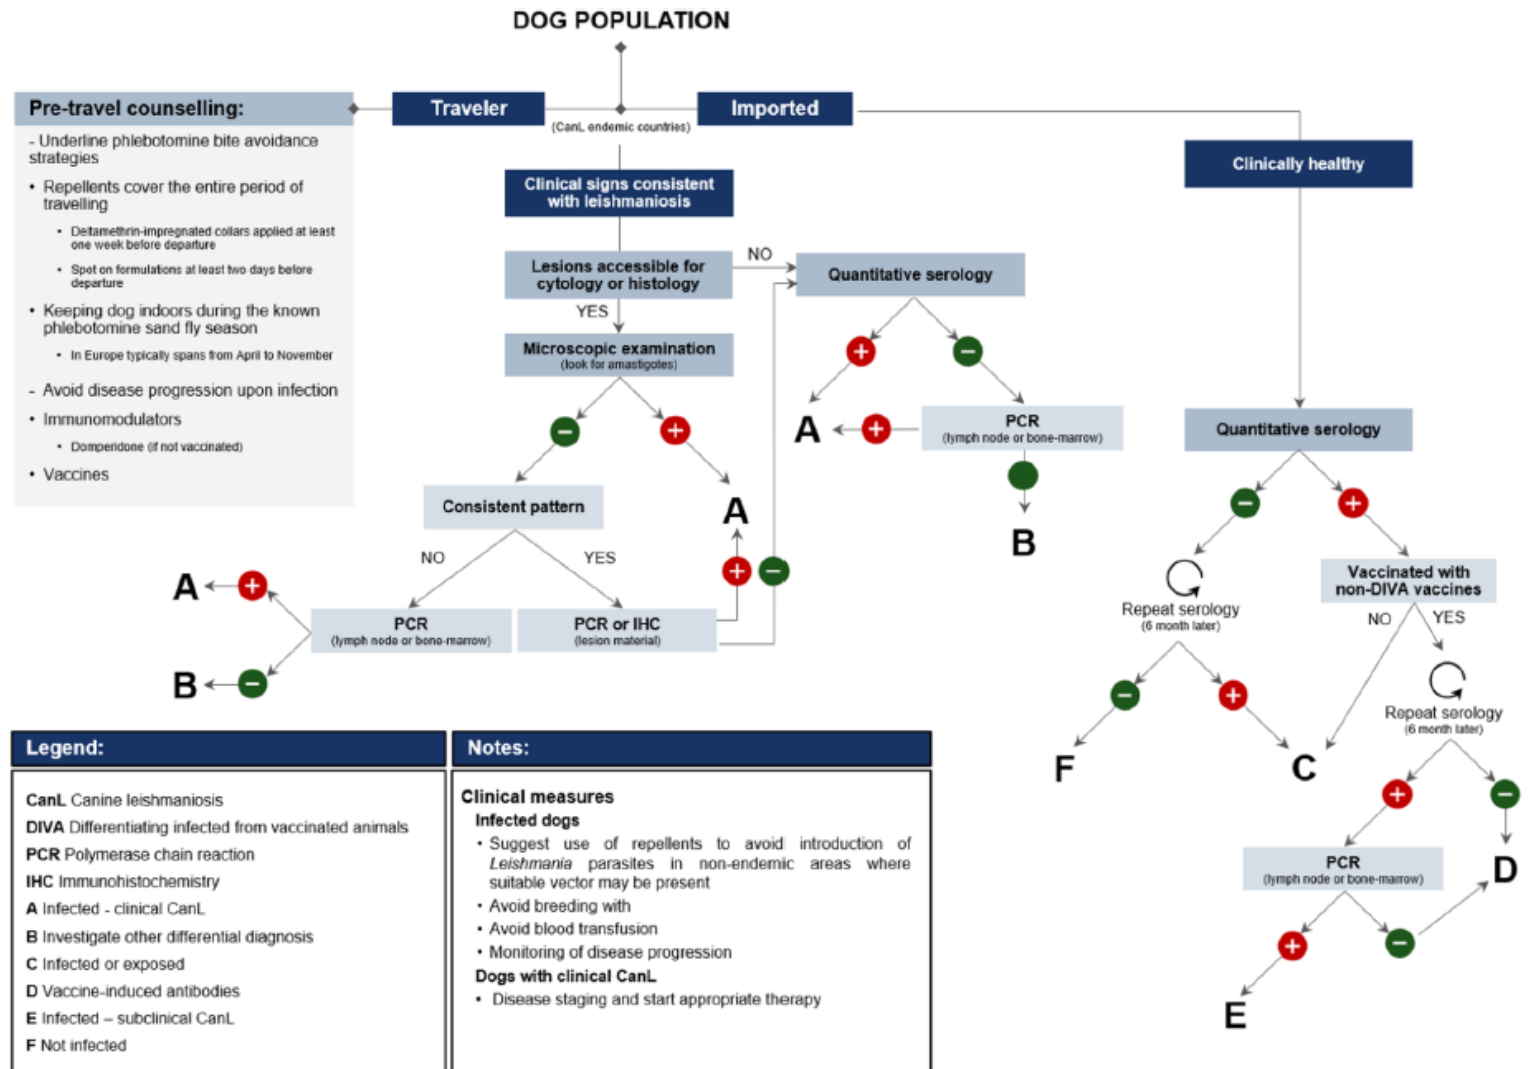 DOG POPULATION
Pre-travel counselling:
- Underline phlebotomine bite avoidance
strategies
• Repellents cover the entire period of
travelling
• Deltamethrin-impregnated collars applied at least
one week before departure
• Spot on formulations at least two days before
departure
• Keeping dog indoors during the known
phlebotomine sand fly season
• In Europe typically spans from April to November
- Avoid disease progression upon infection
• Immunomodulators
• Domperidone (if not vaccinated)
• Vaccines
Traveler
Imported
(CanL endemic countries)
Clinical signs consistent
with leishmaniosis
Lesions accessible for
cytology or histology
NO
YES
Microscopic examination
(look for amastigotes)
−
+
A
Consistent pattern
NO
YES
PCR
(lymph node or bone-marrow)
+
A
−
B
PCR or IHC
(lesion material)
+
−
Quantitative serology
+
−
A
+
PCR
(lymph node or bone-marrow)
B
Clinically healthy
Quantitative serology
−
+
Repeat serology
(6 month later)
−
+
F
C
Vaccinated with
non-DIVA vaccines
NO
YES
Repeat serology
(6 month later)
+
−
D
PCR
(lymph node or bone-marrow)
+
−
E
Legend:
CanL Canine leishmaniosis
DIVA Differentiating infected from vaccinated animals
PCR Polymerase chain reaction
IHC Immunohistochemistry
A Infected - clinical CanL
B Investigate other differential diagnosis
C Infected or exposed
D Vaccine-induced antibodies
E Infected – subclinical CanL
F Not infected
Notes:
Clinical measures
Infected dogs
• Suggest use of repellents to avoid introduction of
Leishmania parasites in non-endemic areas where
suitable vector may be present
• Avoid breeding with
• Avoid blood transfusion
• Monitoring of disease progression
Dogs with clinical CanL
• Disease staging and start appropriate therapy